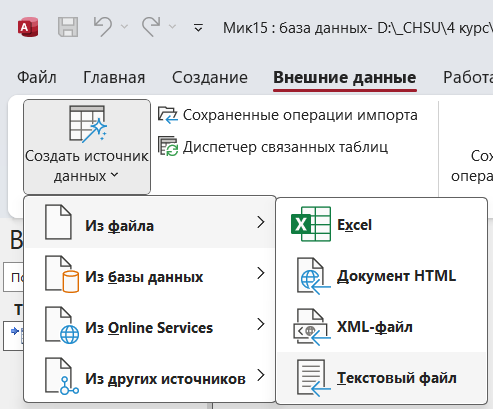 Мик15 : база данных- D:\_CHSU\4 курс\
Файл Главная Создание Внешние данные Работа
Создать источник
данных
Сохраненные операции импорта
Диспетчер связанных таблиц
Со
опера
Из файла
Из базы данных
Из Online Services
Из других источников
Excel
Документ HTML
XML-файл
Текстовый файл
В
По
Т